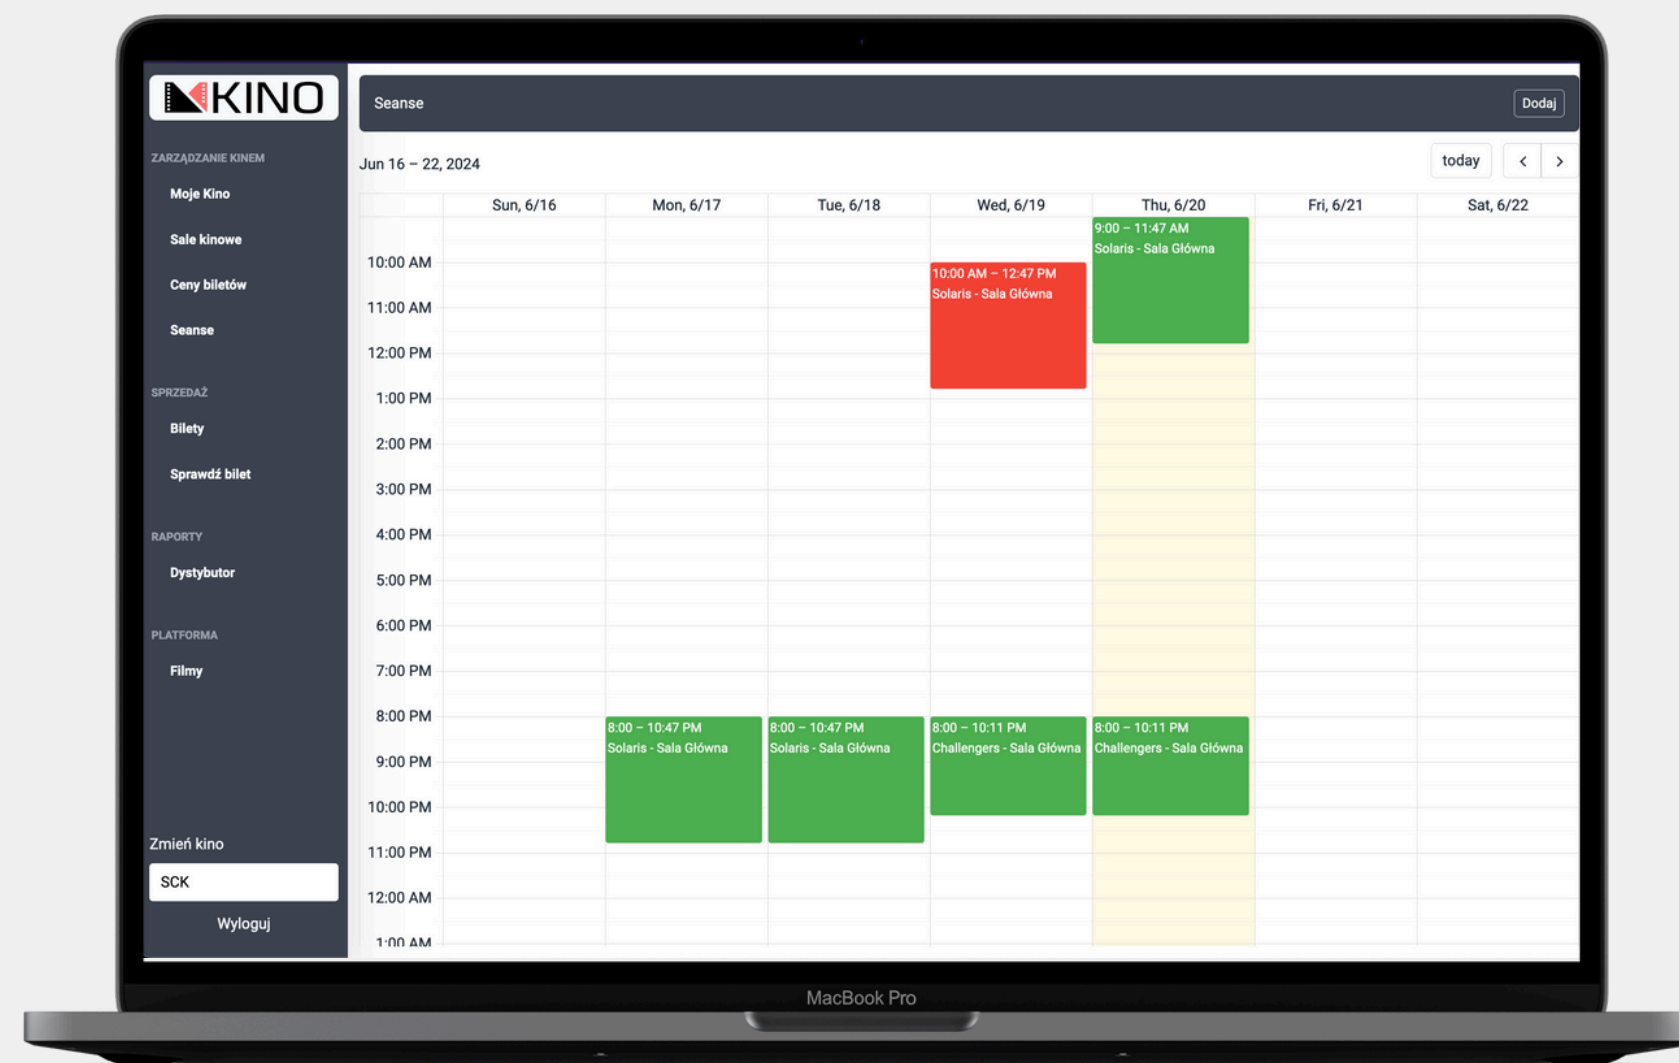 KINO
ZARZĄDZANIE KINEM
Moje Kino
Sale kinowe
Ceny biletów
Seanse
SPRZEDAŻ
Bilety
Sprawdź bilet
RAPORTY
Dystybutor
PLATFORMA
Filmy
Zmień kino
SCK
Wyloguj
Seanse
Dodaj
Jun 16 – 22, 2024
today
Sun, 6/16
Mon, 6/17
Tue, 6/18
Wed, 6/19
Thu, 6/20
Fri, 6/21
Sat, 6/22
10:00 AM
11:00 AM
12:00 PM
1:00 PM
2:00 PM
3:00 PM
4:00 PM
5:00 PM
6:00 PM
7:00 PM
8:00 PM
9:00 PM
10:00 PM
11:00 PM
12:00 AM
1:00 AM
9:00 – 11:47 AM
Solaris - Sala Główna
10:00 AM – 12:47 PM
Solaris - Sala Główna
8:00 – 10:47 PM
Solaris - Sala Główna
8:00 – 10:47 PM
Solaris - Sala Główna
8:00 – 10:11 PM
Challengers - Sala Główna
8:00 – 10:11 PM
Challengers - Sala Główna
MacBook Pro